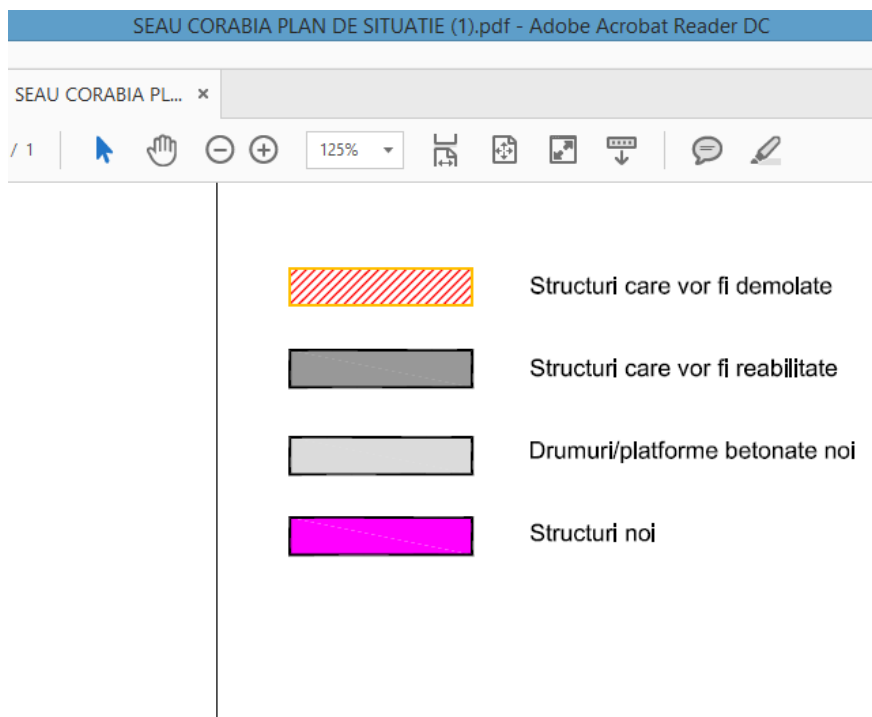 SEAU CORABIA PLAN DE SITUATIE (1).pdf - Adobe Acrobat Reader DC
SEAU CORABIA PL... ×
/ 1
125%
Structuri care vor fi demolate
Structuri care vor fi reabilitate
Drumuri/platforme betonate noi
Structuri noi